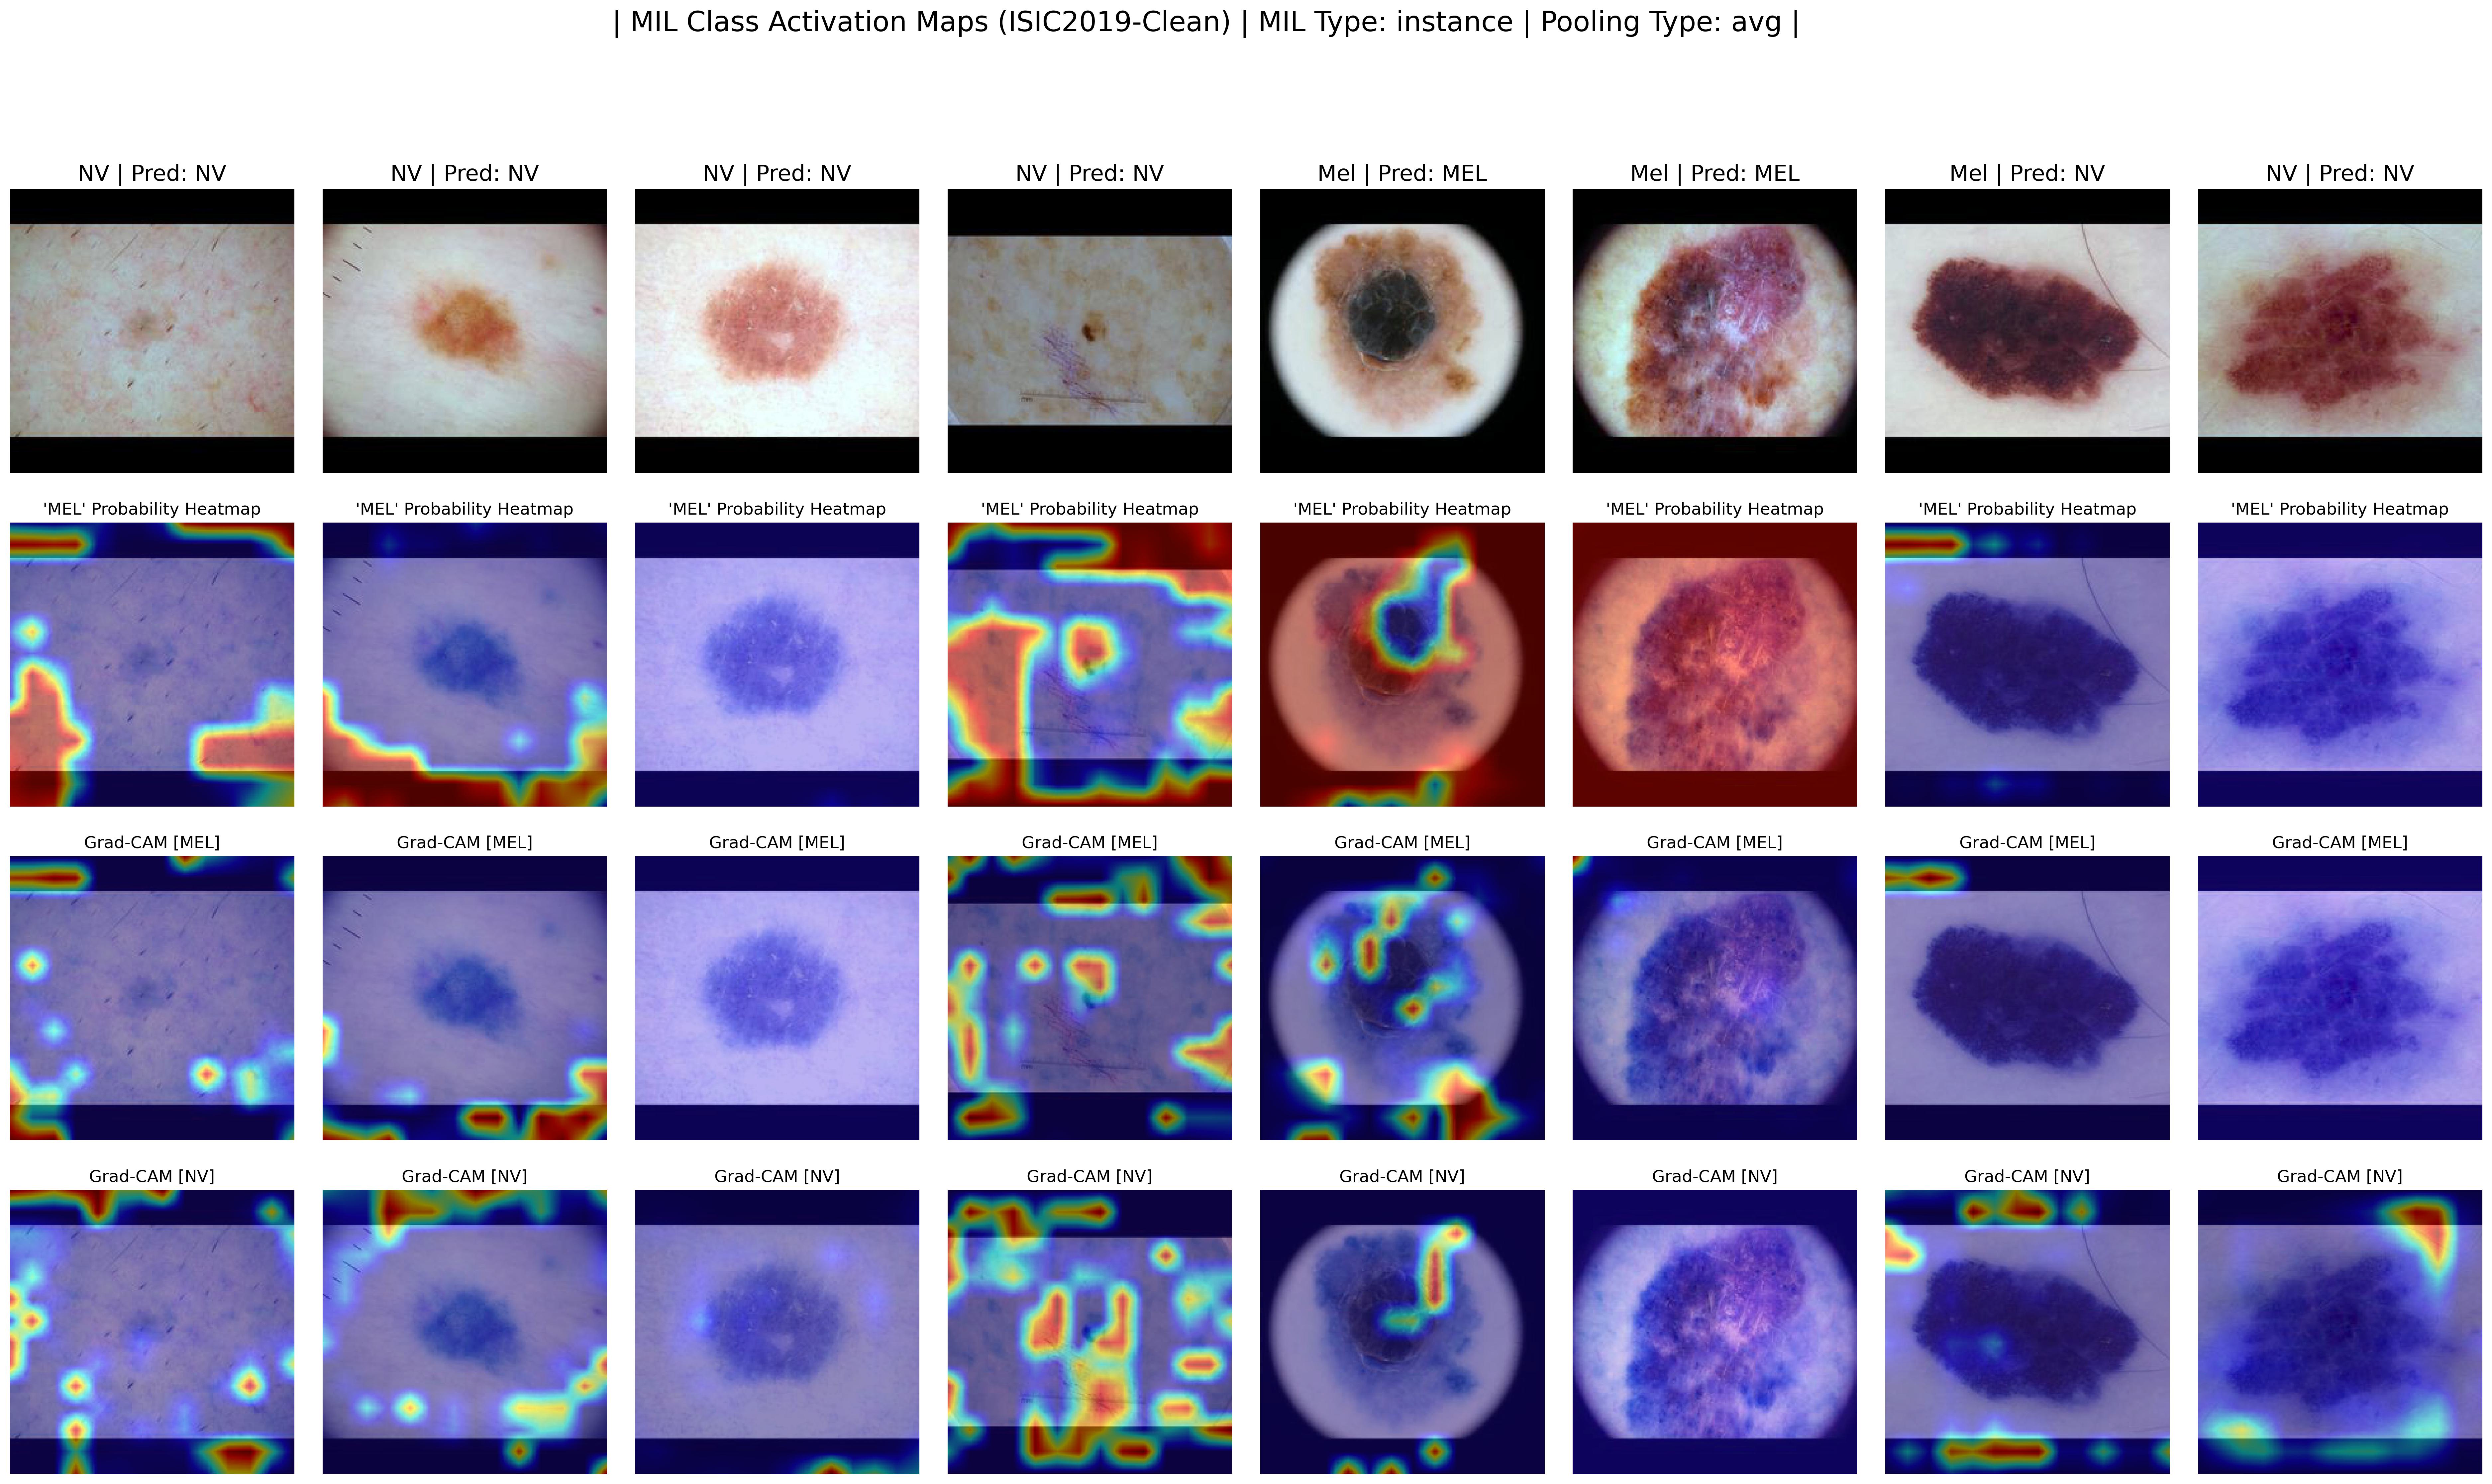 | MIL Class Activation Maps (ISIC2019-Clean) | MIL Type: instance | Pooling Type: avg |
NV | Pred: NV
NV | Pred: NV
NV | Pred: NV
NV | Pred: NV
Mel | Pred: MEL
Mel | Pred: MEL
Mel | Pred: NV
NV | Pred: NV
'MEL' Probability Heatmap
'MEL' Probability Heatmap
'MEL' Probability Heatmap
'MEL' Probability Heatmap
'MEL' Probability Heatmap
'MEL' Probability Heatmap
'MEL' Probability Heatmap
'MEL' Probability Heatmap
Grad-CAM [MEL]
Grad-CAM [MEL]
Grad-CAM [MEL]
Grad-CAM [MEL]
Grad-CAM [MEL]
Grad-CAM [MEL]
Grad-CAM [MEL]
Grad-CAM [MEL]
Grad-CAM [NV]
Grad-CAM [NV]
Grad-CAM [NV]
Grad-CAM [NV]
Grad-CAM [NV]
Grad-CAM [NV]
Grad-CAM [NV]
Grad-CAM [NV]